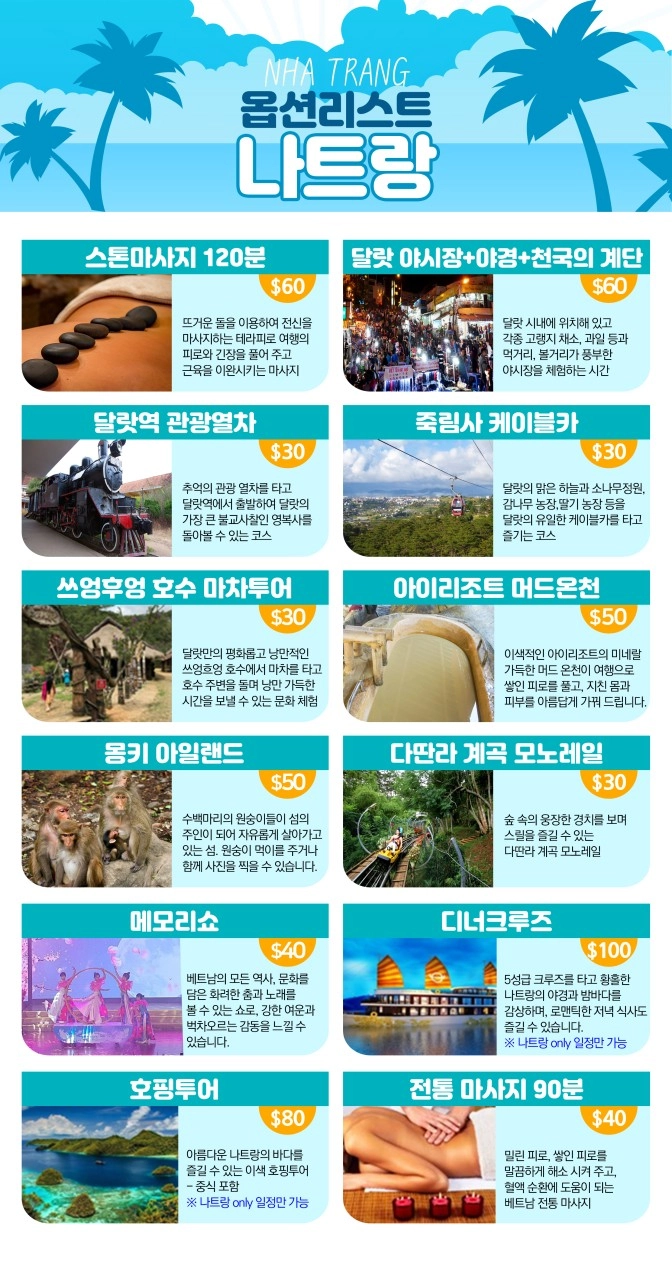 NHA TRANG
옵션리스트
나트랑
스톤마사지 120분
$60
뜨거운 돌을 이용하여 전신을
마사지하는 테라피로 여행의
피로와 긴장을 풀어 주고
근육을 이완시키는 마사지
달랏 야시장+야경+천국의 계단
$60
달랏 시내에 위치해 있고
각종 고랭지 채소, 과일 등과
먹거리, 볼거리가 풍부한
야시장을 체험하는 시간
달랏역 관광열차
$30
추억의 관광 열차를 타고
달랏역에서 출발하여 달랏의
가장 큰 불교사찰인 영복사를
돌아볼 수 있는 코스
죽림사 케이블카
$30
달랏의 맑은 하늘과 소나무정원,
감나무 농장,딸기 농장 등을
달랏의 유일한 케이블카를 타고
즐기는 코스
쓰엉후엉 호수 마차투어
$30
달랏만의 평화롭고 낭만적인
쓰엉흐엉 호수에서 마차를 타고
호수 주변을 돌며 낭만 가득한
시간을 보낼 수 있는 문화 체험
아이리조트 머드온천
$50
이색적인 아이리조트의 미네랄
가득한 머드 온천이 여행으로
쌓인 피로를 풀고, 지친 몸과
피부를 아름답게 가꿔 드립니다.
몽키 아일랜드
$50
수백마리의 원숭이들이 섬의
주인이 되어 자유롭게 살아가고
있는 섬. 원숭이 먹이를 주거나
함께 사진을 찍을 수 있습니다.
다딴라 계곡 모노레일
$30
숲 속의 웅장한 경치를 보며
스릴을 즐길 수 있는
다딴라 계곡 모노레일
메모리쇼
$40
베트남의 모든 역사, 문화를
담은 화려한 춤과 노래를
볼 수 있는 쇼로, 강한 여운과
벅차오르는 감동을 느낄 수
있습니다.
디너크루즈
$100
5성급 크루즈를 타고 황홀한
나트랑의 야경과 밤바다를
감상하며, 로맨틱한 저녁 식사도
즐길 수 있습니다.
※ 나트랑 only 일정만 가능
호핑투어
$80
아름다운 나트랑의 바다를
즐길 수 있는 이색 호핑투어
- 중식 포함
※ 나트랑 only 일정만 가능
전통 마사지 90분
$40
밀린 피로, 쌓인 피로를
말끔하게 해소 시켜 주고,
혈액 순환에 도움이 되는
베트남 전통 마사지